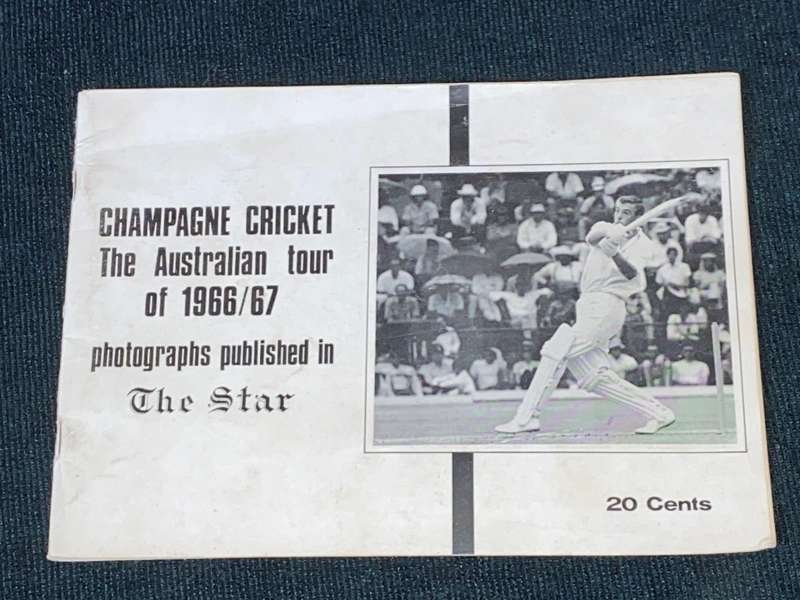 CHAMPAGNE CRICKET
The Australian tour
of 1966/67
photographs published in
The Star
20 Cents